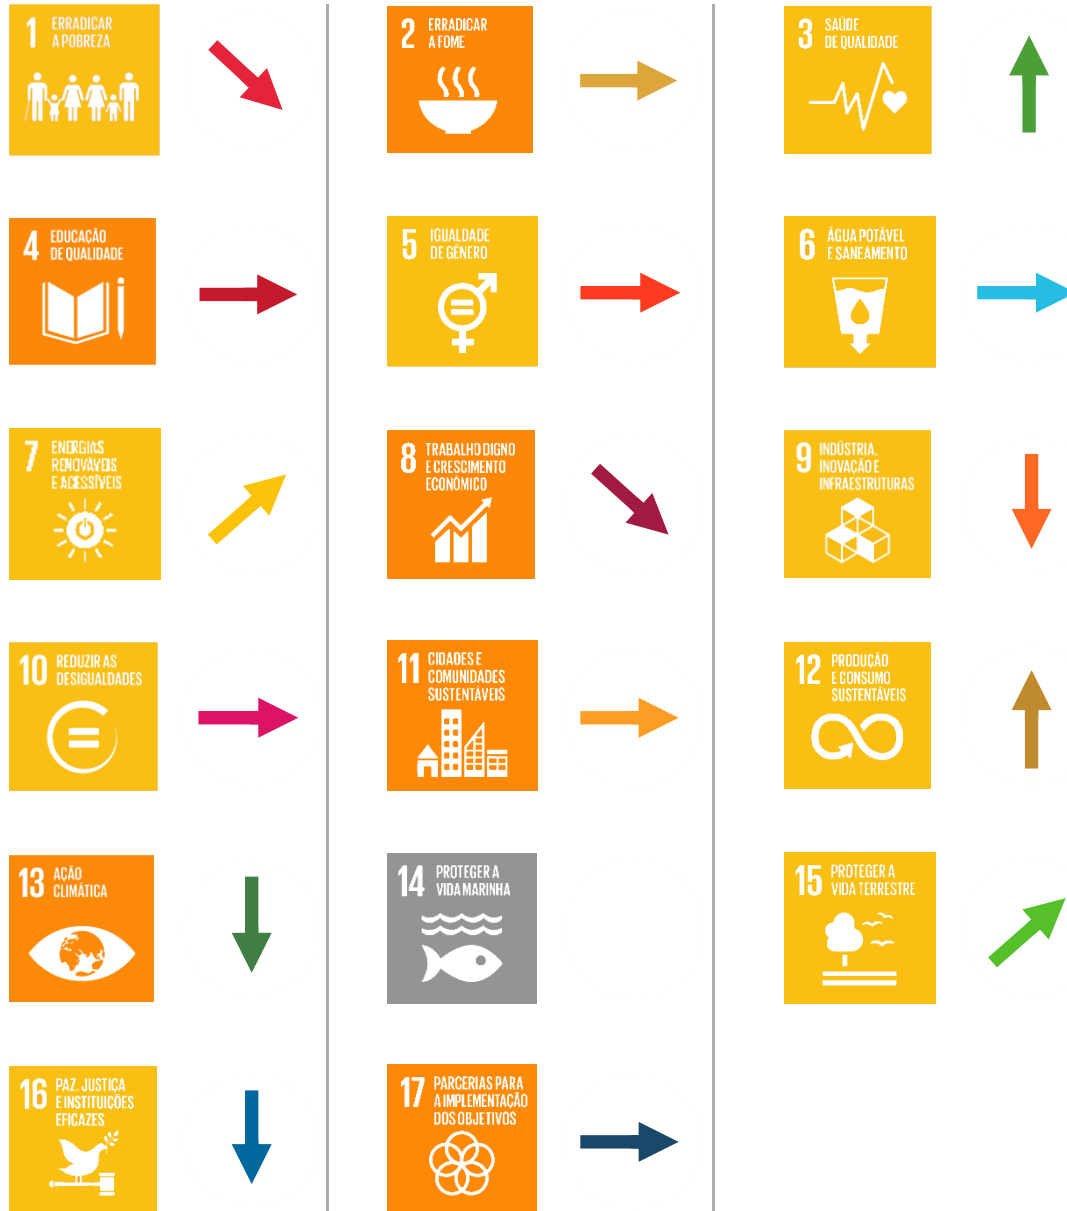 1 ERRADICAR
A POBREZA
2 ERRADICAR
A FOME
3 SAÚDE
DE QUALIDADE
4 EDUCAÇÃO
DE QUALIDADE
5 IGUALDADE
DE GÉNERO
6 ÁGUA POTÁVEL
E SANEAMENTO
7 ENERGIAS
RENOVÁVEIS
E ACESSÍVEIS
8 TRABALHO DIGNO
E CRESCIMENTO
ECONÓMICO
9 INDÚSTRIA,
INOVAÇÃO E
INFRAESTRUTURAS
10 REDUZIR AS
DESIGUALDADES
11 CIDADES E
COMUNIDADES
SUSTENTÁVEIS
12 PRODUÇÃO
E CONSUMO
SUSTENTÁVEIS
13 AÇÃO
CLIMÁTICA
14 PROTEGER A
VIDA MARINHA
15 PROTEGER A
VIDA TERRESTRE
16 PAZ, JUSTIÇA
E INSTITUIÇÕES
EFICAZES
17 PARCERIAS PARA
A IMPLEMENTAÇÃO
DOS OBJETIVOS